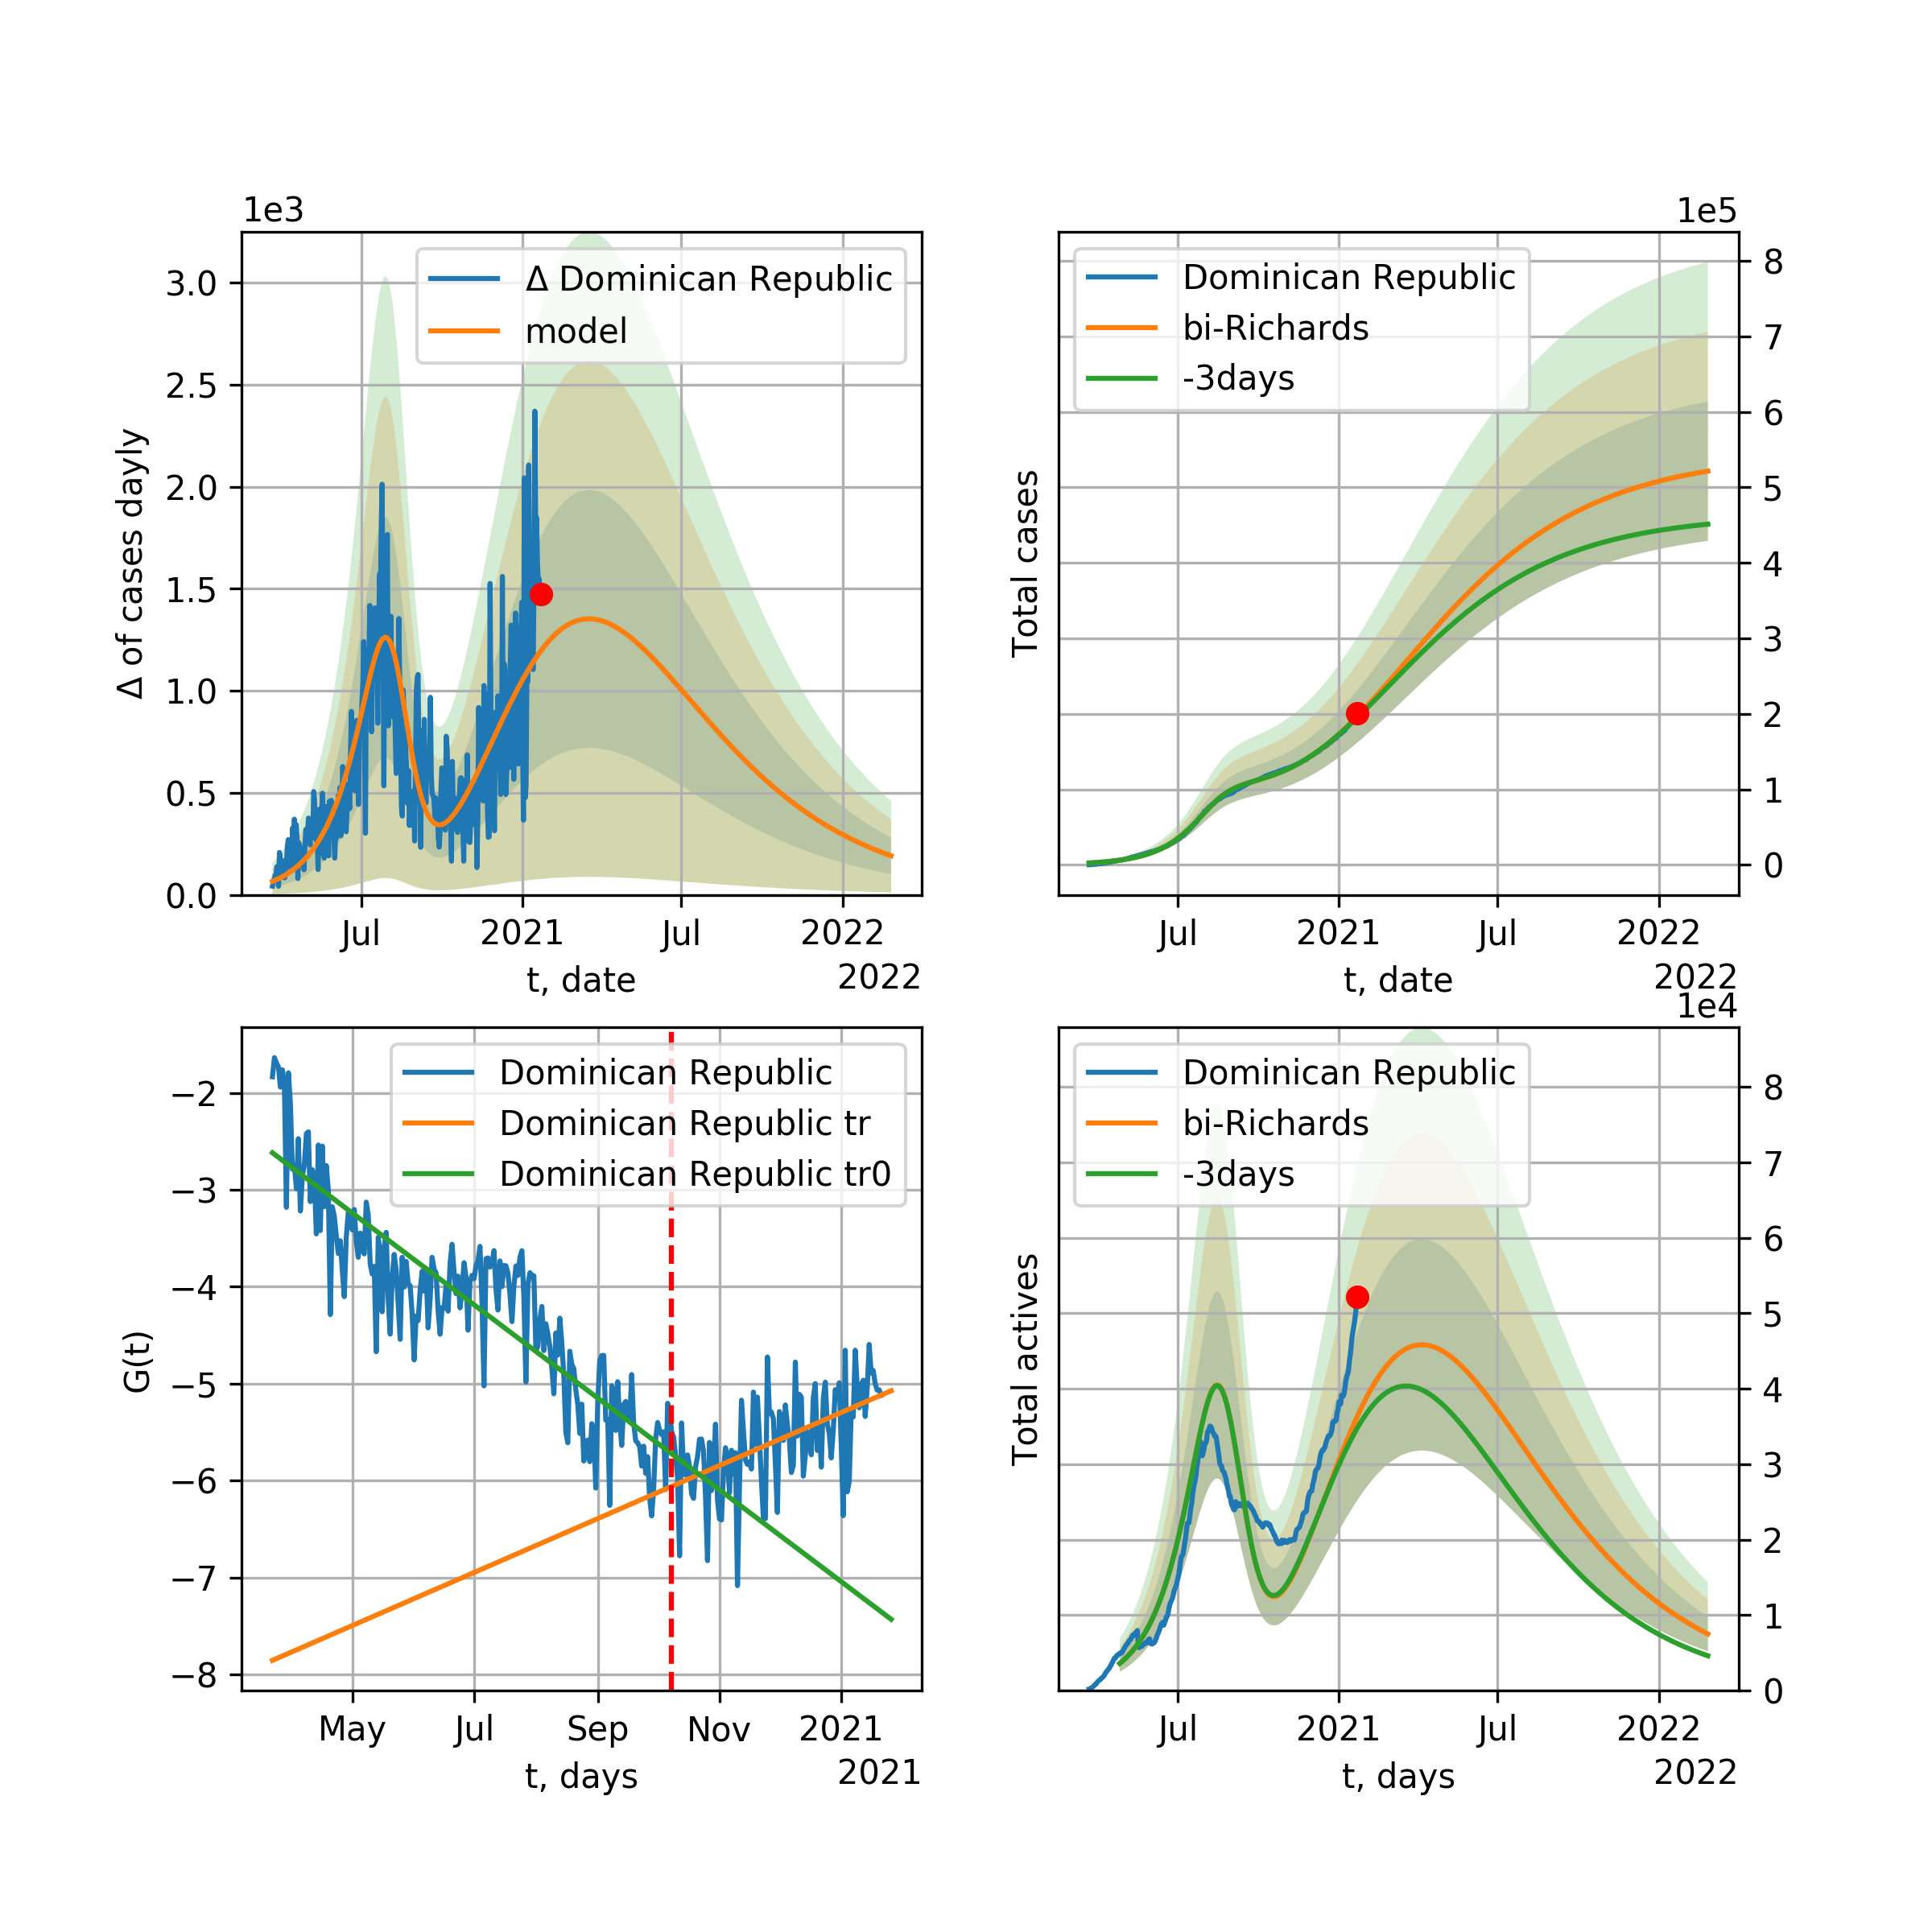 1e3
Δ of cases dayly
3.0
2.5
2.0
1.5
1.0
0.5
0.0
Δ Dominican Republic
model
Jul
2021
Jul
2022
t, date
2022
1e5
Total cases
Dominican Republic
bi-Richards
-3days
8
7
6
5
4
3
2
1
0
Jul
2021
Jul
2022
t, date
2022
G(t)
−2
−3
−4
−5
−6
−7
−8
Dominican Republic
Dominican Republic tr
Dominican Republic tr0
May
Jul
Sep
Nov
2021
t, days
2021
1e4
Total actives
Dominican Republic
bi-Richards
-3days
8
7
6
5
4
3
2
1
0
Jul
2021
Jul
2022
t, days
2022